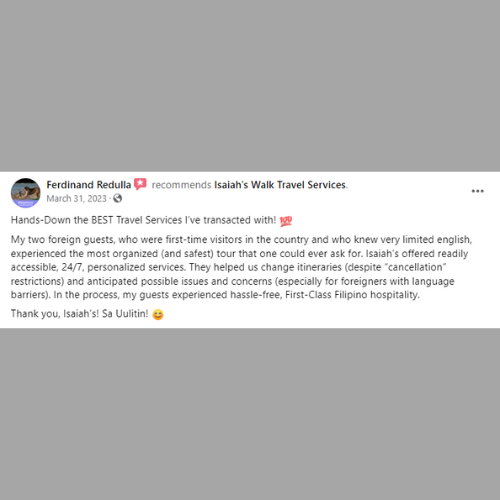 Ferdinand Redulla recommends Isaiah's Walk Travel Services.
March 31, 2023 ·
Hands-Down the BEST Travel Services I've transacted with! 💯
My two foreign guests, who were first-time visitors in the country and who knew very limited english,
experienced the most organized (and safest) tour that one could ever ask for. Isaiah's offered readily
accessible, 24/7, personalized services. They helped us change itineraries (despite "cancellation"
restrictions) and anticipated possible issues and concerns (especially for foreigners with language
barriers). In the process, my guests experienced hassle-free, First-Class Filipino hospitality.
Thank you, Isaiah's! Sa Uulitin! 😊